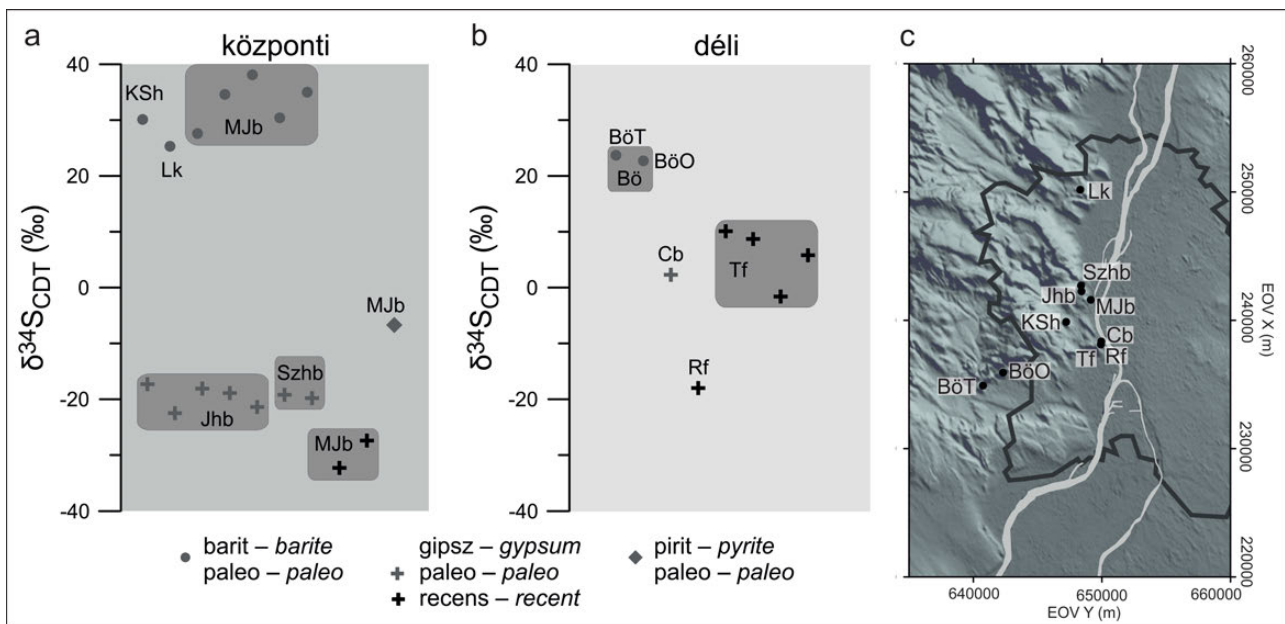 a
központi
40
20
0
-20
-40
δ³⁴S_CDT (‰)
KSh
MJb
Lk
MJb
Szhb
Jhb
MJb
b
déli
40
20
0
-20
-40
δ³⁴S_CDT (‰)
BöT
BöO
Bö
Cb
Tf
Rf
barit – barite
paleo – paleo
gipsz – gypsum
paleo – paleo
recens – recent
pirit – pyrite
paleo – paleo
c
Lk
Szhb
Jhb
MJb
KSh
Cb
Tf
Rf
BöO
BöT
260000
250000
240000
230000
220000
EOV X (m)
640000
650000
660000
EOV Y (m)